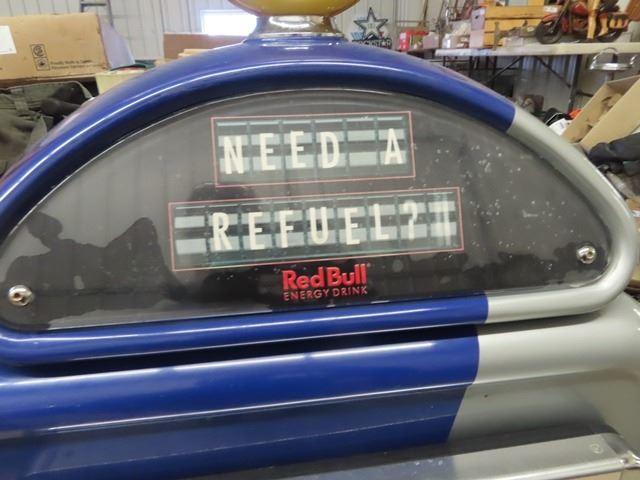 NEED A
REFUEL?
Red Bull
ENERGY DRINK